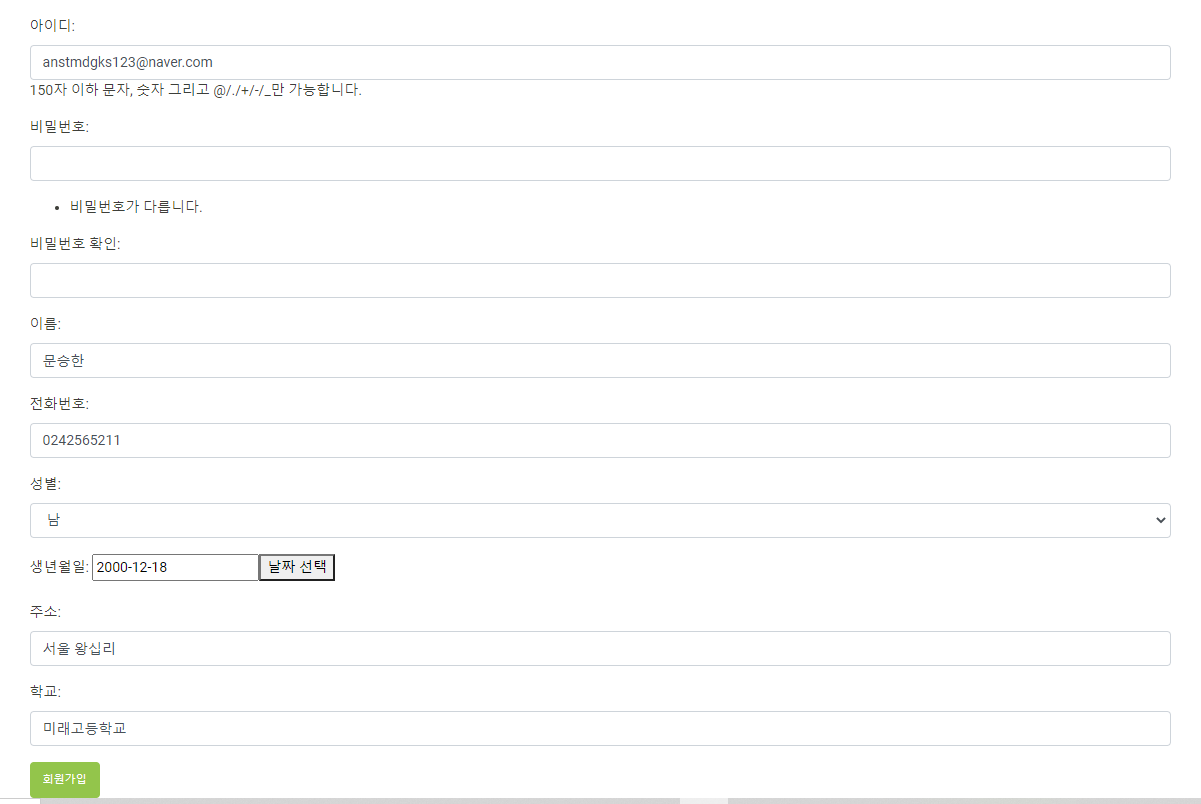 아이디:
anstmdgks123@naver.com
150자 이하 문자, 숫자 그리고 @/./+/-/_만 가능합니다.
비밀번호:
• 비밀번호가 다릅니다.
비밀번호 확인:
이름:
문승한
전화번호:
0242565211
성별:
남
생년월일: 2000-12-18 날짜 선택
주소:
서울 왕십리
학교:
미래고등학교
회원가입